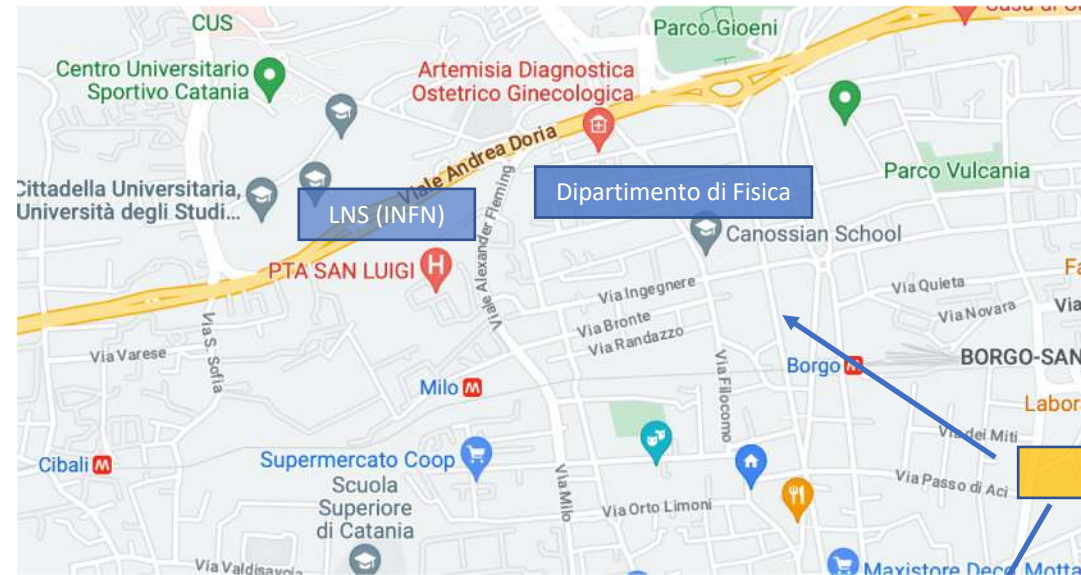 CUS
Parco Gioeni
Centro Universitario
Sportivo Catania
Artemisia Diagnostica
Ostetrico Ginecologica
Viale Andrea Doria
Parco Vulcania
Cittadella Universitaria,
Università degli Studi...
LNS (INFN)
Dipartimento di Fisica
Viale Alexander Fleming
Canossian School
PTA SAN LUIGI
H
Via Ingegnere
Via Quieta
Via Novara
Via S. Sofia
Via Bronte
Via Randazzo
Via Varese
Via Filocomo
Borgo M
BORGO-SAN
Milo M
Labor
Via dei Miti
Cibali M
Supermercato Coop
Via Milo
Via Passo di Aci
Scuola
Superiore
di Catania
Via Orto Limoni
Via Valdisavoia
Maxistore Decò Motta